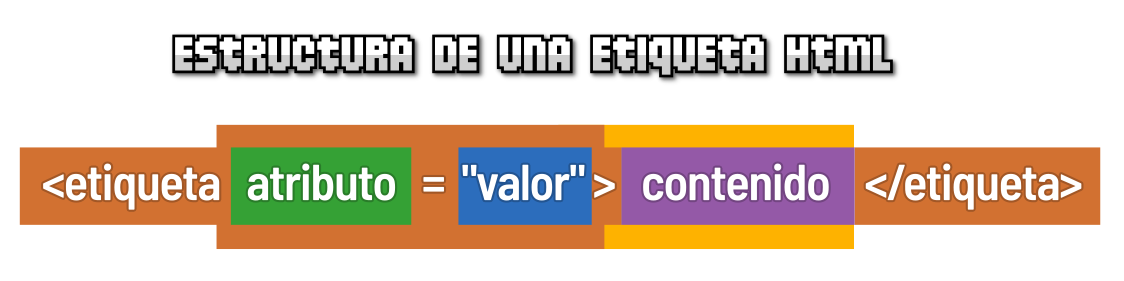 ESTRUCTURA DE UNA ETIQUETA HTML
<etiqueta atributo = "valor"> contenido </etiqueta>